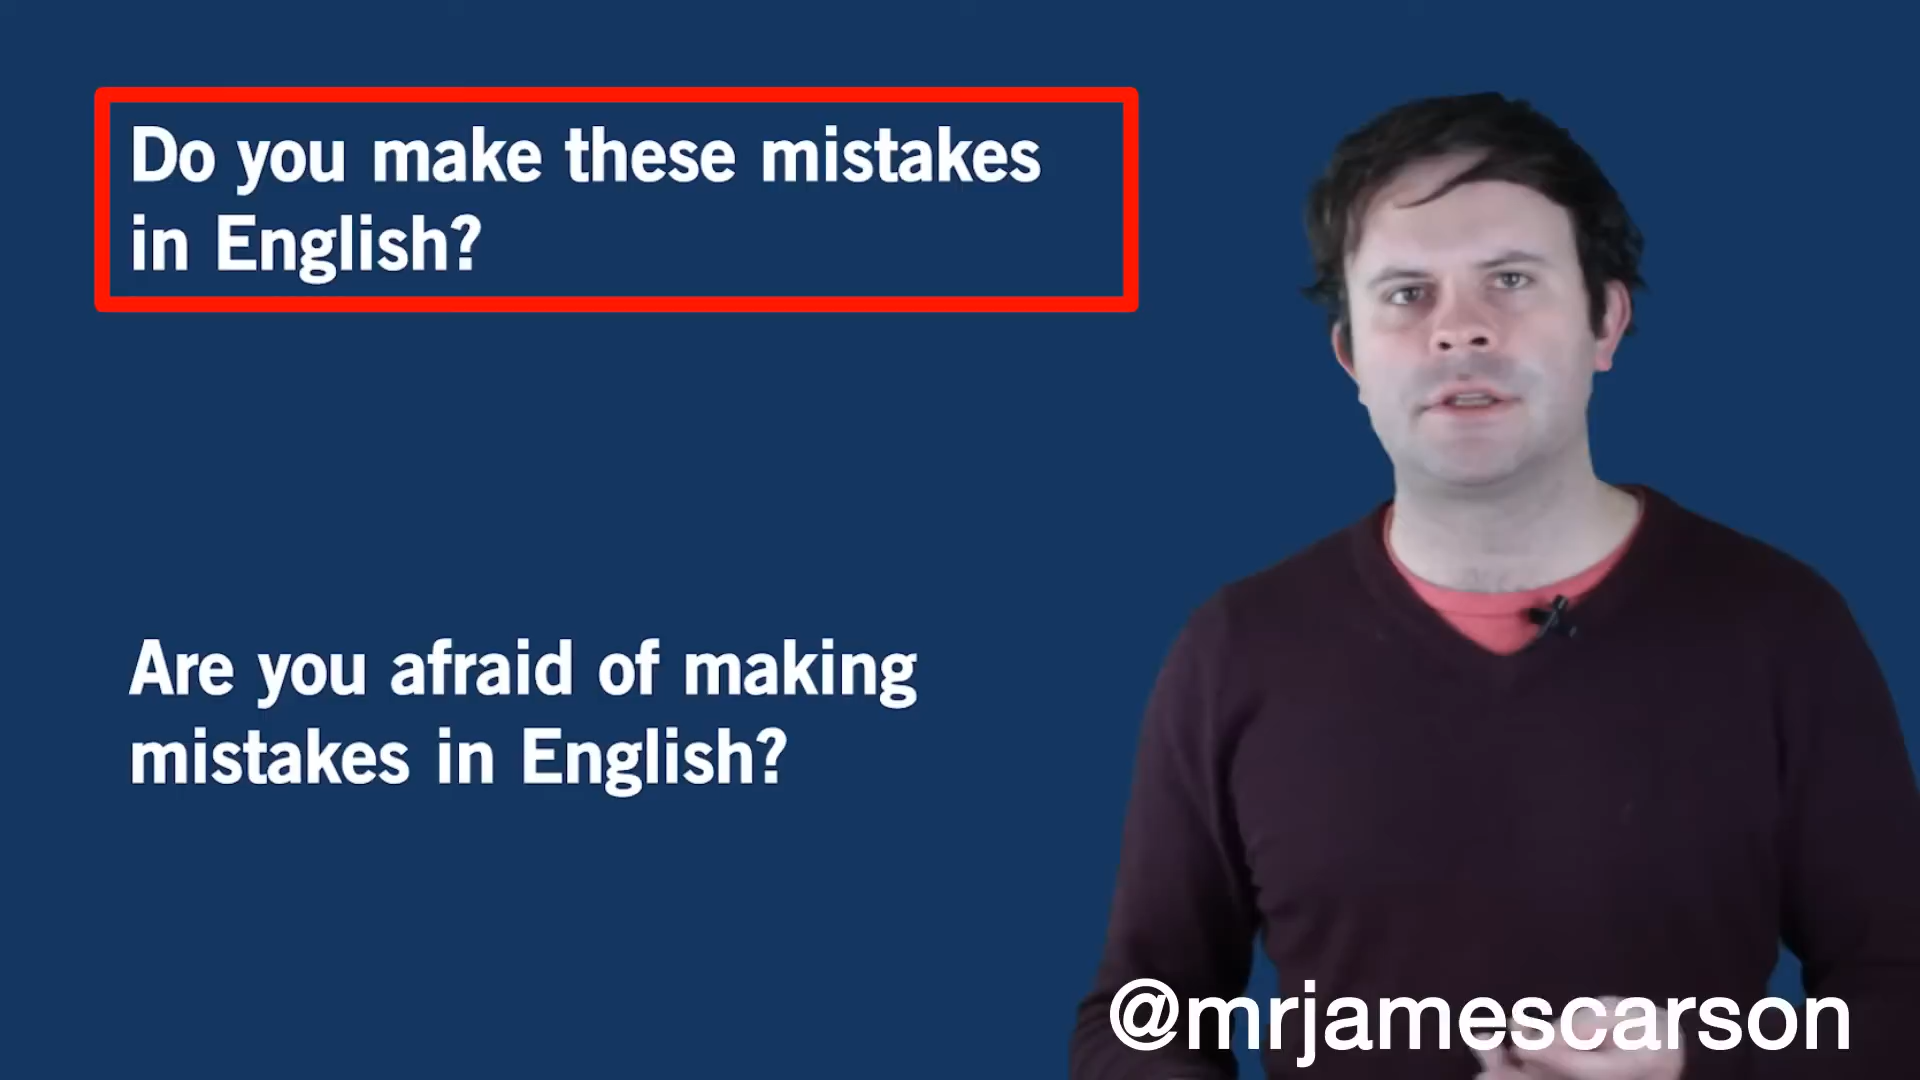 Do you make these mistakes
in English?
Are you afraid of making
mistakes in English?
@mrjamescarson